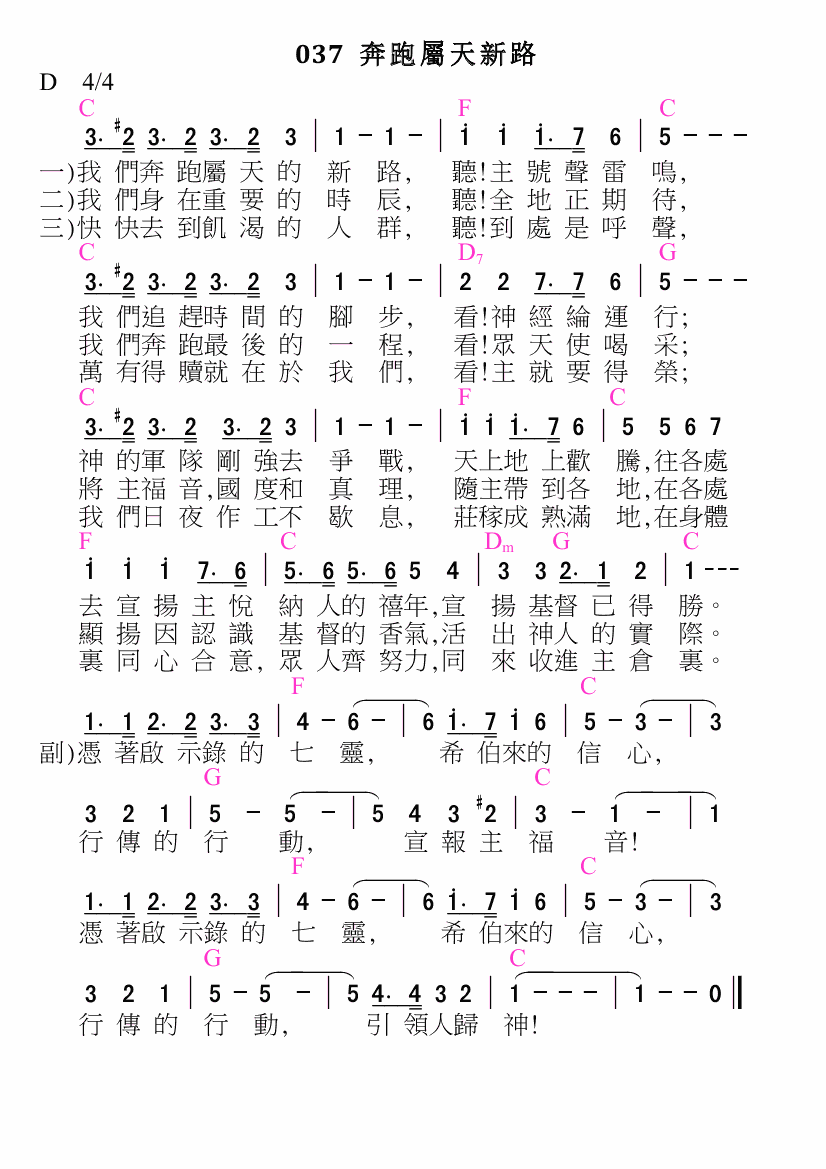 037 奔跑屬天新路
D 4/4
C F C
3· #2 3· 2 3· 2 3 | 1 - 1 - | i i i· 7 6 | 5 - - -
一)我 們奔 跑屬 天 的 新 路, 聽!主 號 聲 雷 鳴,
二)我 們身 在重 要 的 時 辰, 聽!全 地 正 期 待,
三)快 快去 到飢 渴 的 人 群, 聽!到 處 是 呼 聲,
C D7 G
3· #2 3· 2 3· 2 3 | 1 - 1 - | 2 2 7· 7 6 | 5 - - -
我 們追 趕時 間 的 腳 步, 看!神 經 綸 運 行;
我 們奔 跑最 後 的 一 程, 看!眾 天 使 喝 采;
萬 有得 贖就 在 於 我 們, 看!主 就 要 得 榮;
C F C
3· #2 3· 2 3· 2 3 | 1 - 1 - | i i i· 7 6 | 5 5 6 7
神 的軍 隊 剛 強去 爭 戰, 天上地 上歡 騰,往各處
將 主福 音,國 度和 真 理, 隨主帶 到各 地,在各處
我 們日 夜 作 工不 歇 息, 莊稼成 熟滿 地,在身體
F C Dm G C
i i i 7· 6 | 5· 6 5· 6 5 4 | 3 3 2· 1 2 | 1 - - -
去 宣 揚 主 悅 納 人的 禧年,宣 揚 基督 已 得 勝。
顯 揚 因 認 識 基 督的 香氣,活 出 神人 的 實 際。
裏 同 心 合 意, 眾 人齊 努力,同 來 收進 主 倉 裏。
F C
1· 1 2· 2 3· 3 | 4 - 6 - | 6 i· 7 i 6 | 5 - 3 - | 3
副)憑 著啟 示錄 的 七 靈, 希 伯來的 信 心,
G C
3 2 1 | 5 - 5 - | 5 4 3 #2 | 3 - 1 - | 1
行 傳 的 行 動, 宣 報 主 福 音!
F C
1· 1 2· 2 3· 3 | 4 - 6 - | 6 i· 7 i 6 | 5 - 3 - | 3
憑 著啟 示錄 的 七 靈, 希 伯來的 信 心,
G C
3 2 1 | 5 - 5 - | 5 4· 4 3 2 | 1 - - - | 1 - - 0 ‖
行 傳 的 行 動, 引 領人歸 神!